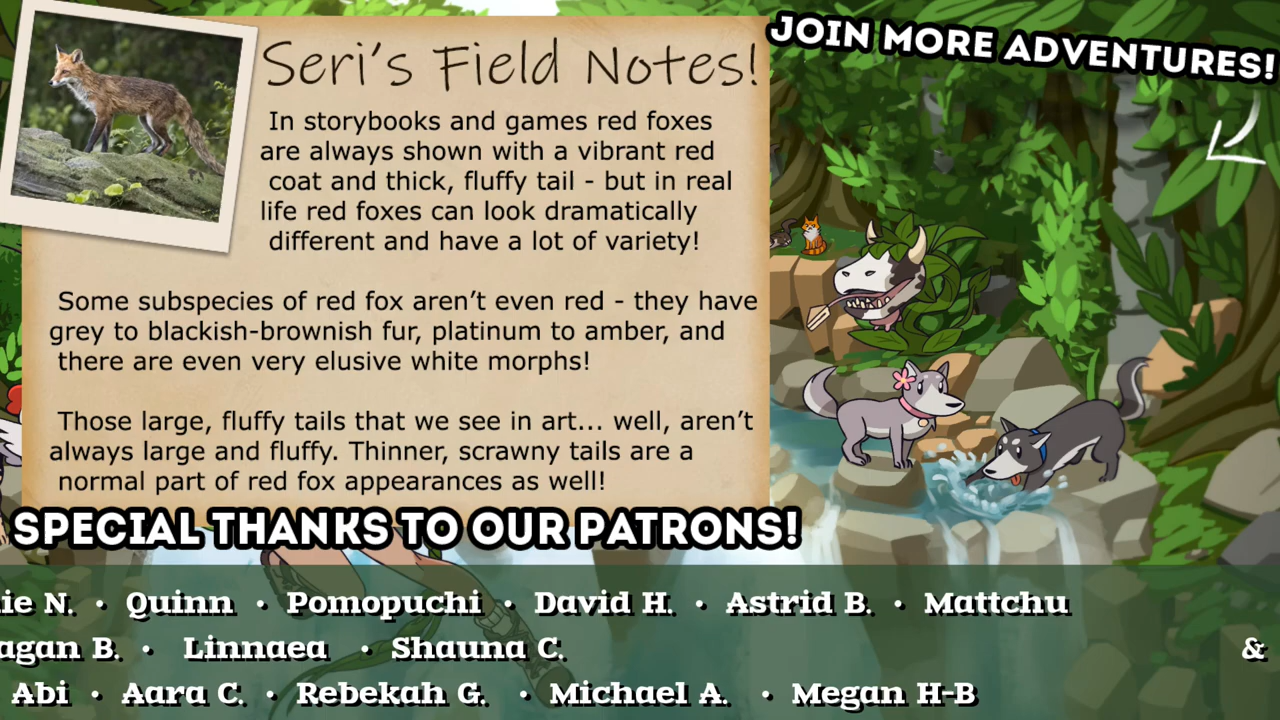 Seri's Field Notes!
JOIN MORE ADVENTURES!
In storybooks and games red foxes
are always shown with a vibrant red
coat and thick, fluffy tail - but in real
life red foxes can look dramatically
different and have a lot of variety!
Some subspecies of red fox aren't even red - they have
grey to blackish-brownish fur, platinum to amber, and
there are even very elusive white morphs!
Those large, fluffy tails that we see in art... well, aren't
always large and fluffy. Thinner, scrawny tails are a
normal part of red fox appearances as well!
SPECIAL THANKS TO OUR PATRONS!
ie N. • Quinn • Pomopuchi • David H. • Astrid B. • Mattchu
agan B. • Linnaea • Shauna C. &
Abi • Aara C. • Rebekah G. • Michael A. • Megan H-B